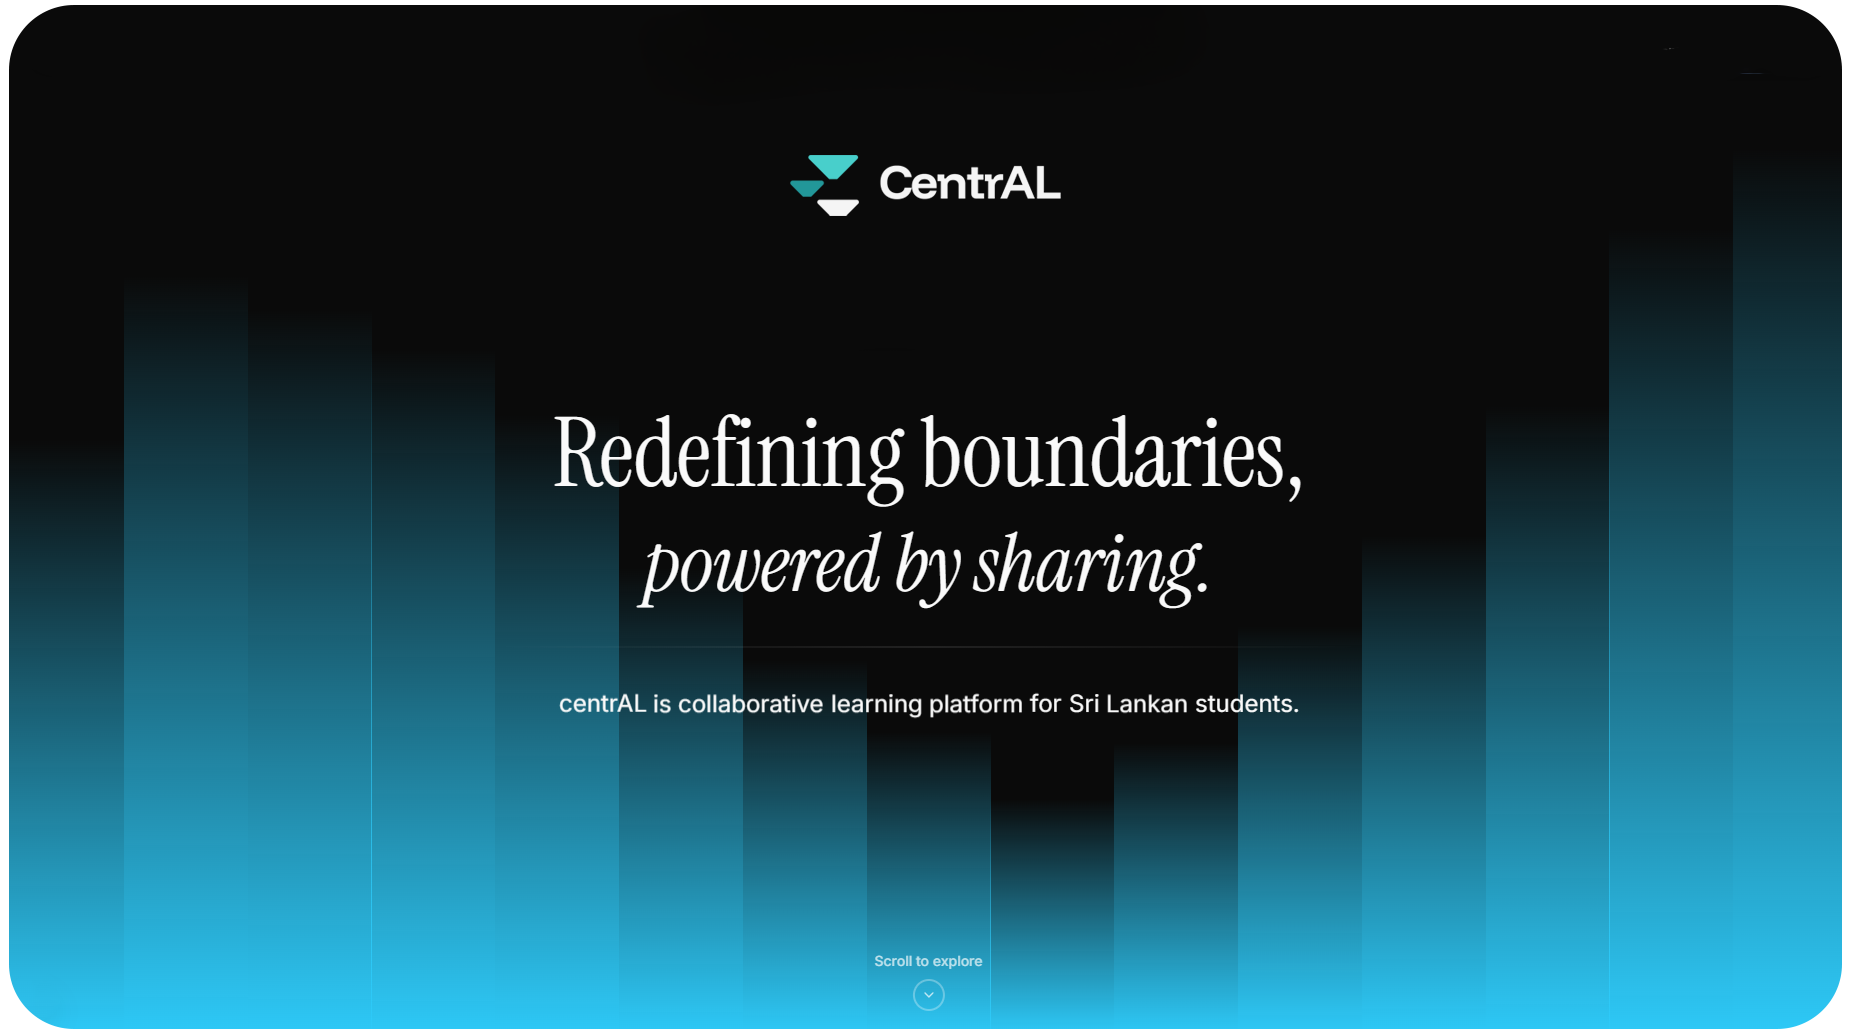 CentrAL
Redefining boundaries,
powered by sharing.
centrAL is collaborative learning platform for Sri Lankan students.
Scroll to explore